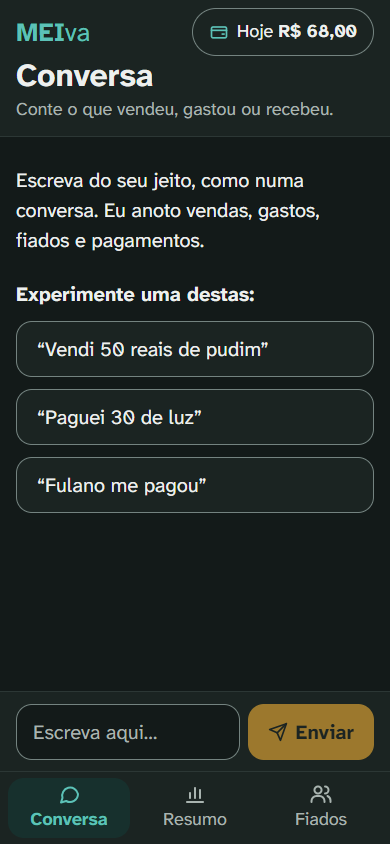 MEIva
Hoje R$ 68,00
Conversa
Conte o que vendeu, gastou ou recebeu.
Escreva do seu jeito, como numa
conversa. Eu anoto vendas, gastos,
fiados e pagamentos.
Experimente uma destas:
“Vendi 50 reais de pudim”
“Paguei 30 de luz”
“Fulano me pagou”
Escreva aqui...
Enviar
Conversa
Resumo
Fiados